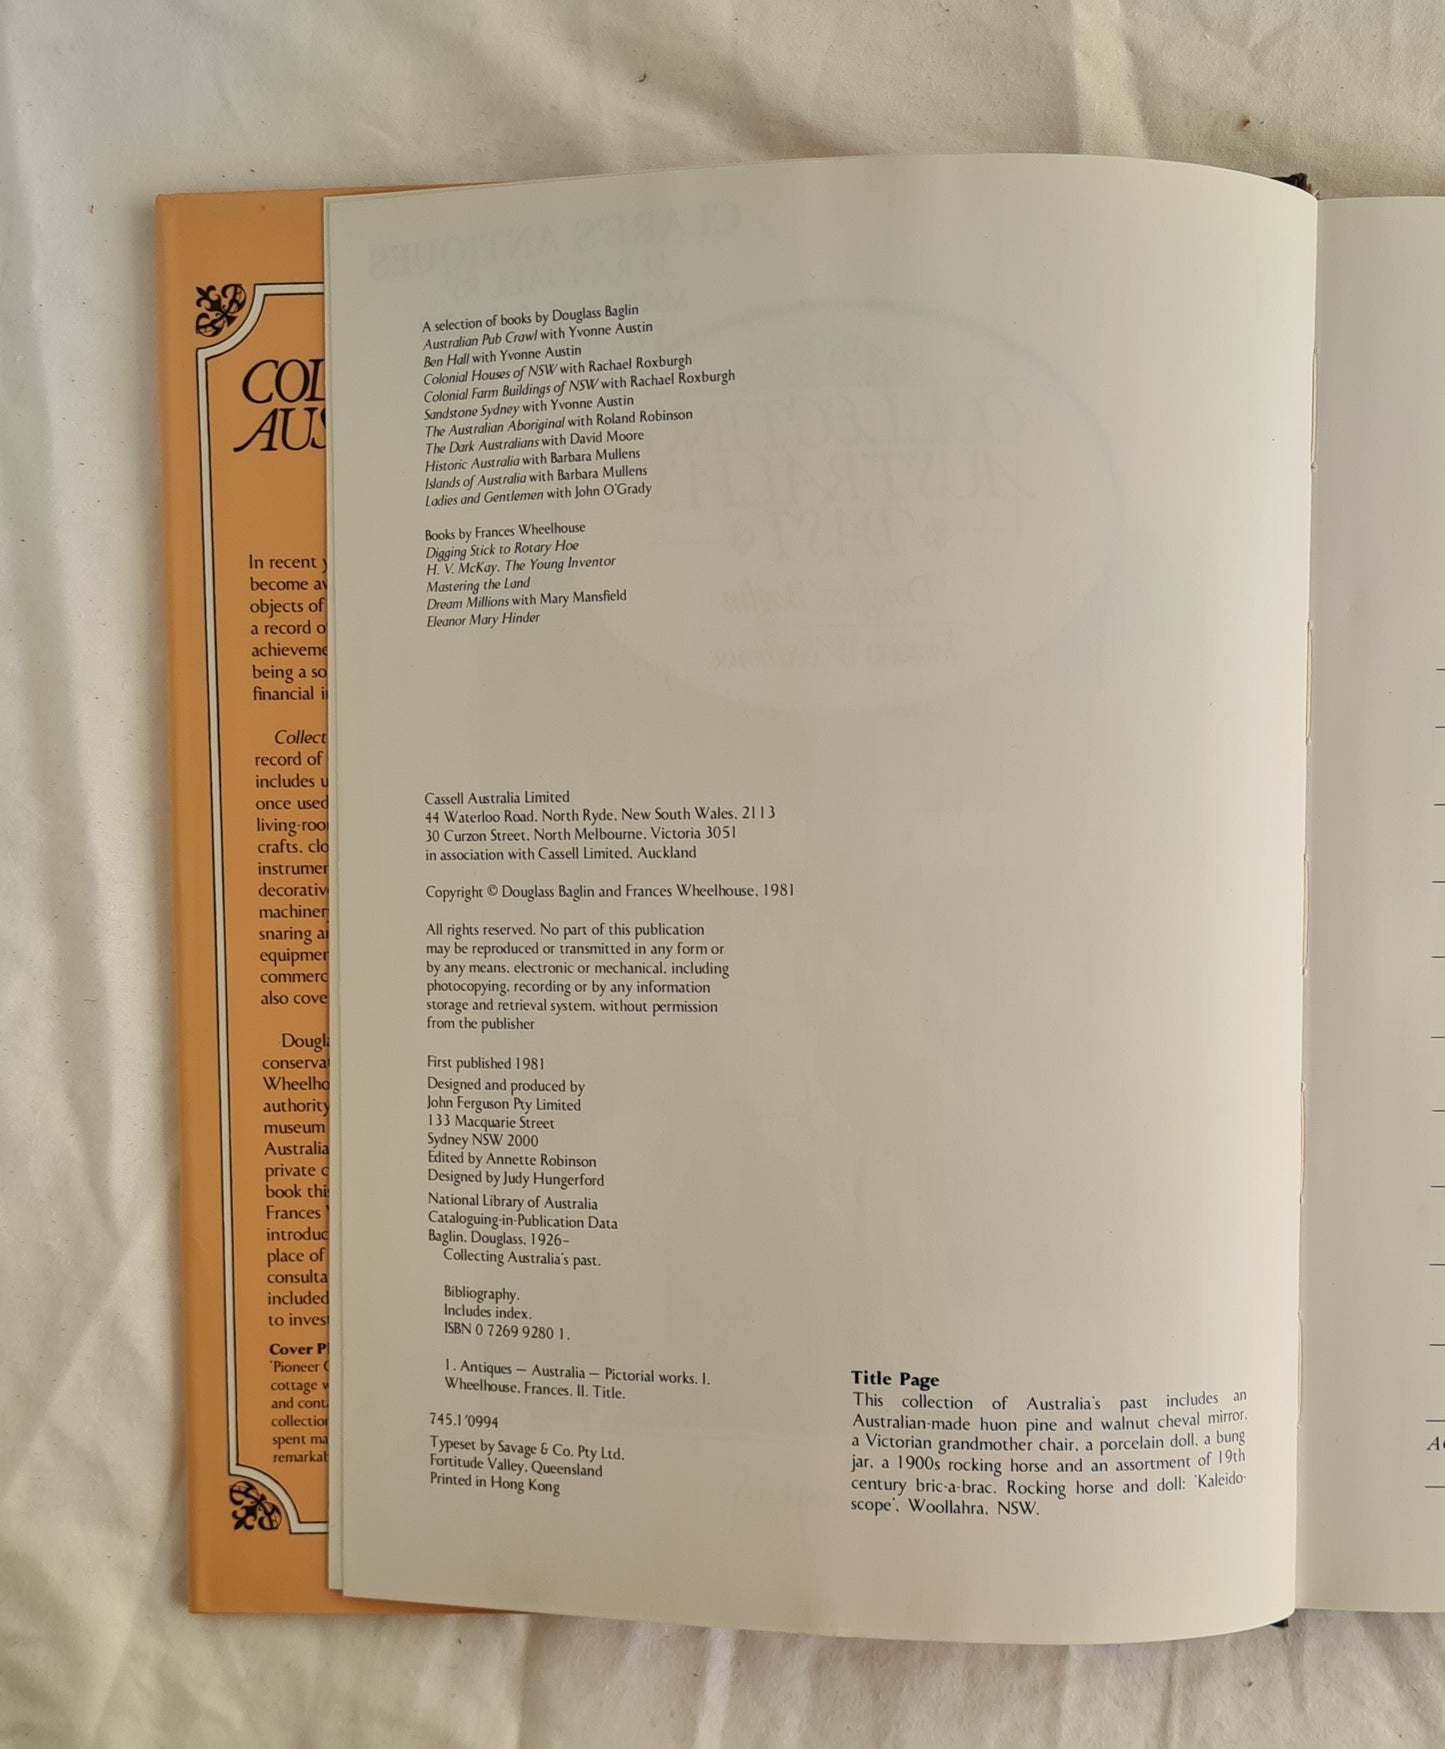 COL
AUS
In recent
become
objects of
a record
achieveme
being a so
financial
Collect
record of
includes
once used
living-roo
crafts, clo
instrumen
decorativ
machinery
snaring
equipmen
commerc
also cove
Dougl
conserva
Wheelho
authority
museum
Australia
private
book this
Frances
introduc
place of
consulta
included
to inves
Cover P
'Pioneer
cottage
and cont
collection
spent ma
remarkab
A selection of books by Douglass Baglin
Australian Pub Crawl with Yvonne Austin
Ben Hall with Yvonne Austin
Colonial Houses of NSW with Rachael Roxburgh
Colonial Farm Buildings of NSW with Rachael Roxburgh
Sandstone Sydney with Yvonne Austin
The Australian Aboriginal with Roland Robinson
The Dark Australians with David Moore
Historic Australia with Barbara Mullens
Islands of Australia with Barbara Mullens
Ladies and Gentlemen with John O'Grady
Books by Frances Wheelhouse
Digging Stick to Rotary Hoe
H. V. McKay. The Young Inventor
Mastering the Land
Dream Millions with Mary Mansfield
Eleanor Mary Hinder
Cassell Australia Limited
44 Waterloo Road, North Ryde, New South Wales, 2113
30 Curzon Street, North Melbourne, Victoria 3051
in association with Cassell Limited, Auckland
Copyright © Douglass Baglin and Frances Wheelhouse, 1981
All rights reserved. No part of this publication
may be reproduced or transmitted in any form or
by any means, electronic or mechanical, including
photocopying, recording or by any information
storage and retrieval system, without permission
from the publisher
First published 1981
Designed and produced by
John Ferguson Pty Limited
133 Macquarie Street
Sydney NSW 2000
Edited by Annette Robinson
Designed by Judy Hungerford
National Library of Australia
Cataloguing-in-Publication Data
Baglin, Douglass, 1926–
Collecting Australia's past.
Bibliography.
Includes index.
ISBN 0 7269 9280 1.
1. Antiques — Australia — Pictorial works. I.
Wheelhouse, Frances. II. Title.
745.1'0994
Typeset by Savage & Co. Pty Ltd.
Fortitude Valley, Queensland
Printed in Hong Kong
Title Page
This collection of Australia's past includes an
Australian-made huon pine and walnut cheval mirror,
a Victorian grandmother chair, a porcelain doll, a bung
jar, a 1900s rocking horse and an assortment of 19th
century bric-a-brac. Rocking horse and doll: 'Kaleido-
scope', Woollahra, NSW.